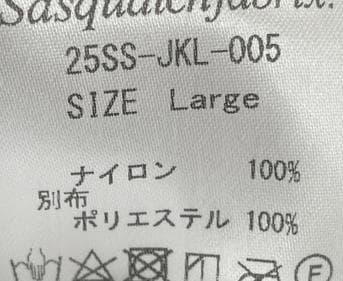 Sasquatchfabrix.
25SS-JKL-005
SIZE Large
ナイロン 100%
別布
ポリエステル 100%
F